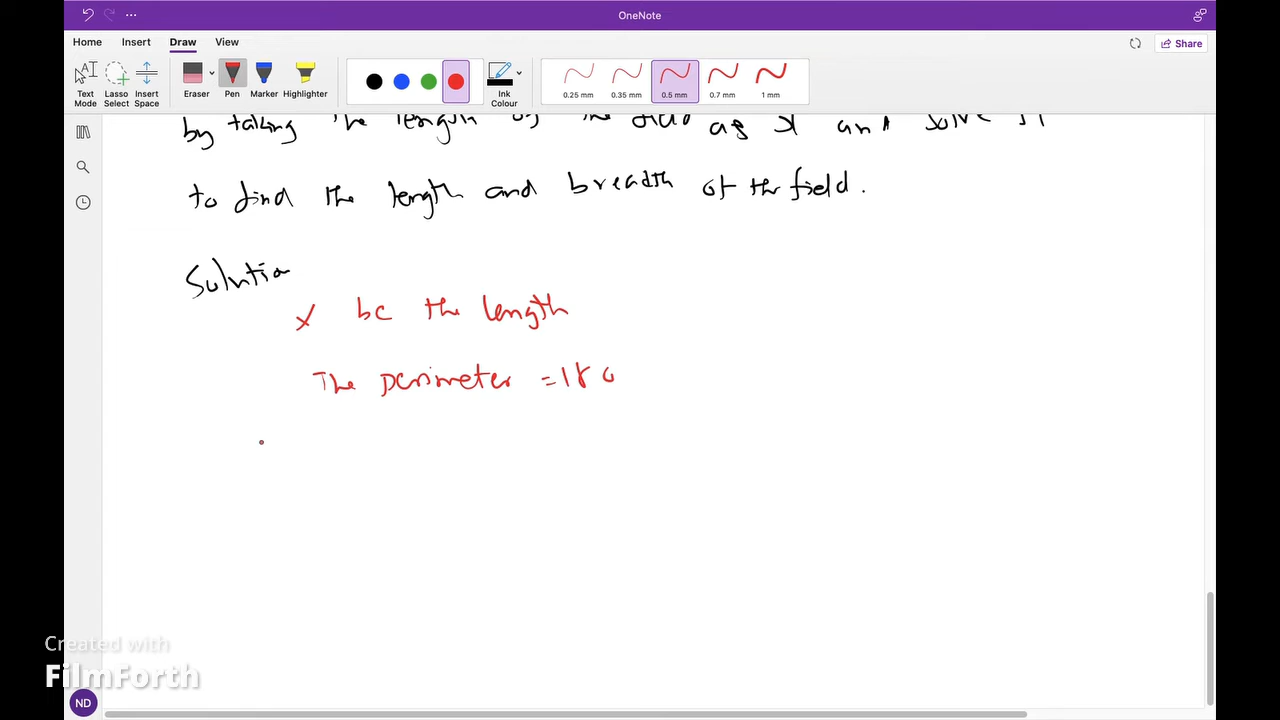 OneNote
Home Insert Draw View Share
Text Mode Lasso Select Insert Space Eraser Pen Marker Highlighter Ink Colour 0.25 mm 0.35 mm 0.5 mm 0.7 mm 1 mm
by taking the length of the field as x and solve it
to find the length and breadth of the field.
Solutio
x be the length
The perimeter = 180
Created with
FilmForth
ND